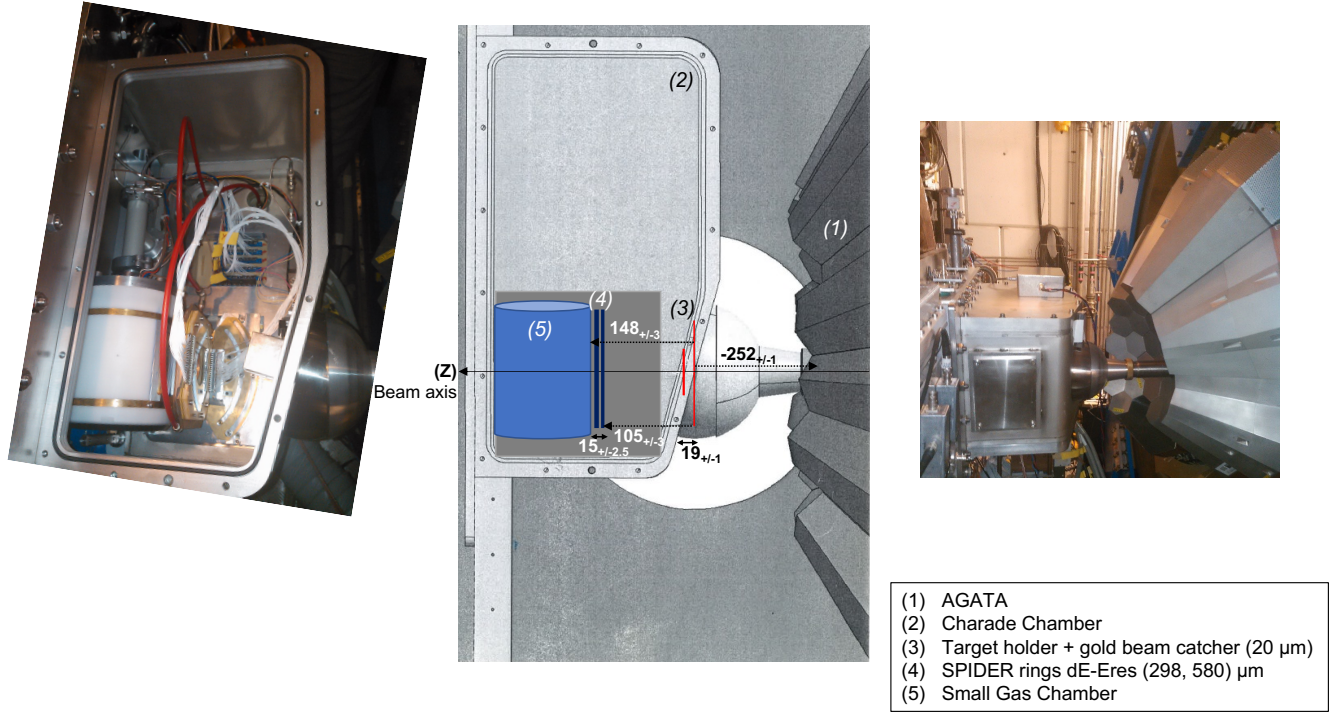 (2)
(1)
(4)
(3)
(5)
148+/-3
-252+/-1
(Z)
Beam axis
105+/-3
15+/-2.5
19+/-1
(1) AGATA
(2) Charade Chamber
(3) Target holder + gold beam catcher (20 µm)
(4) SPIDER rings dE-Eres (298, 580) µm
(5) Small Gas Chamber